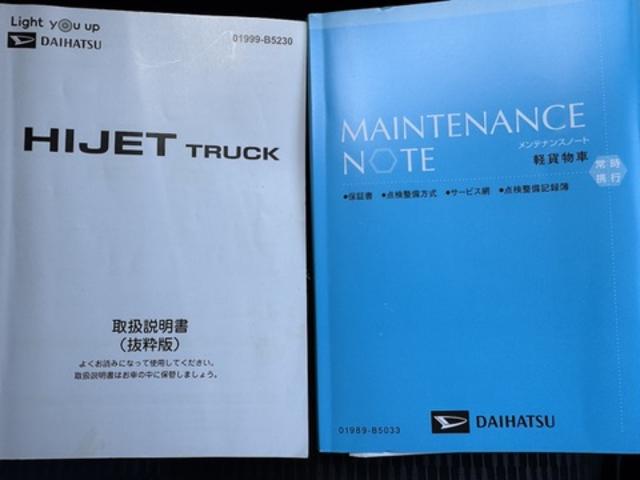 Light you up
DAIHATSU
01999-B5230
HIJET TRUCK
取扱説明書
（抜粋版）
よくお読みになって使用してください。
取扱説明書はお車の中に保管しましょう。
MAINTENANCE
NOTE
メンテナンスノート
軽貨物車
常時
携行
●保証書 ●点検整備方式 ●サービス網 ●点検整備記録簿
01989-B5033
DAIHATSU